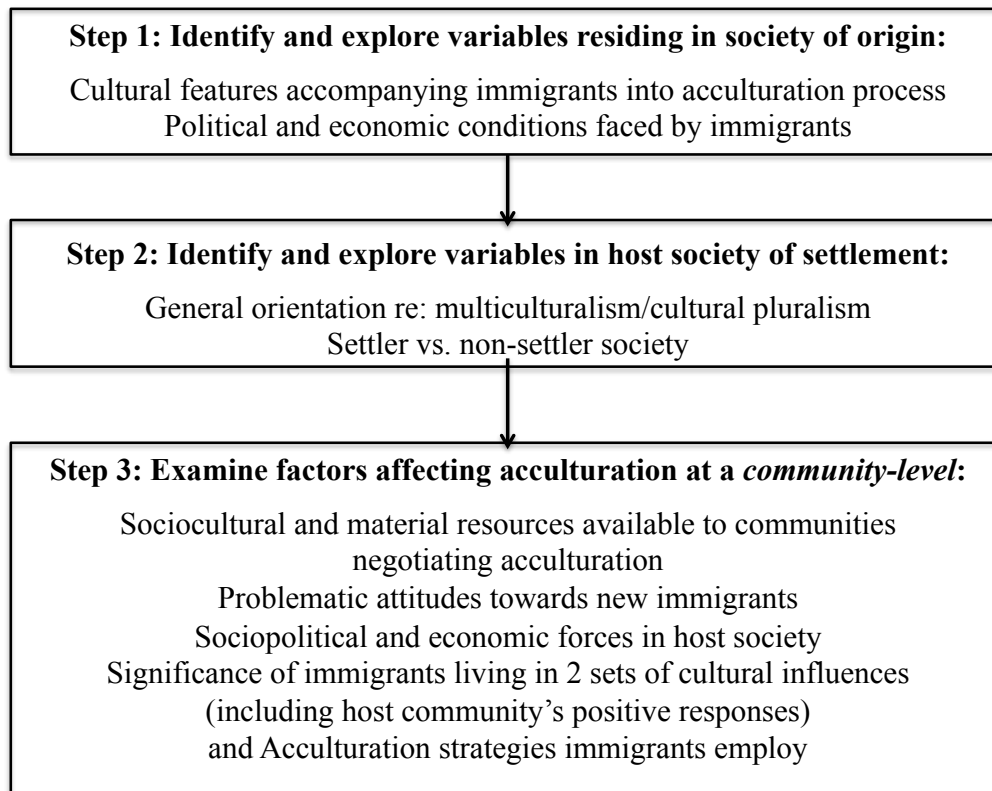 Step 1: Identify and explore variables residing in society of origin:
Cultural features accompanying immigrants into acculturation process
Political and economic conditions faced by immigrants
Step 2: Identify and explore variables in host society of settlement:
General orientation re: multiculturalism/cultural pluralism
Settler vs. non-settler society
Step 3: Examine factors affecting acculturation at a community-level:
Sociocultural and material resources available to communities
negotiating acculturation
Problematic attitudes towards new immigrants
Sociopolitical and economic forces in host society
Significance of immigrants living in 2 sets of cultural influences
(including host community’s positive responses)
and Acculturation strategies immigrants employ